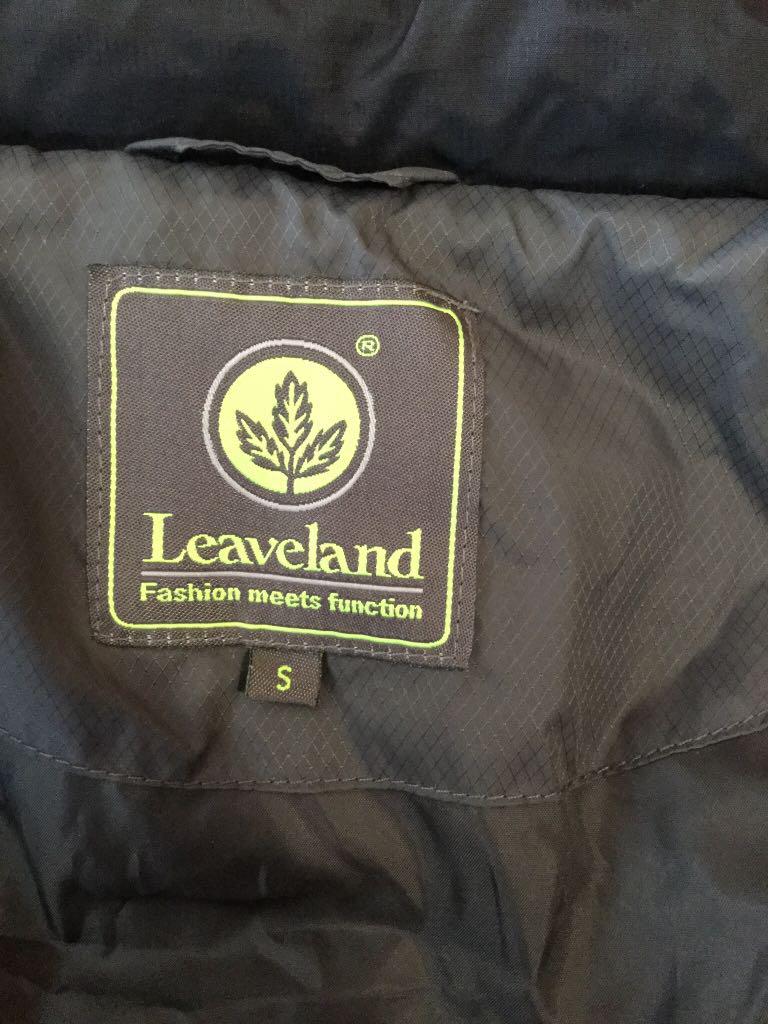 ®
Leaveland
Fashion meets function
S